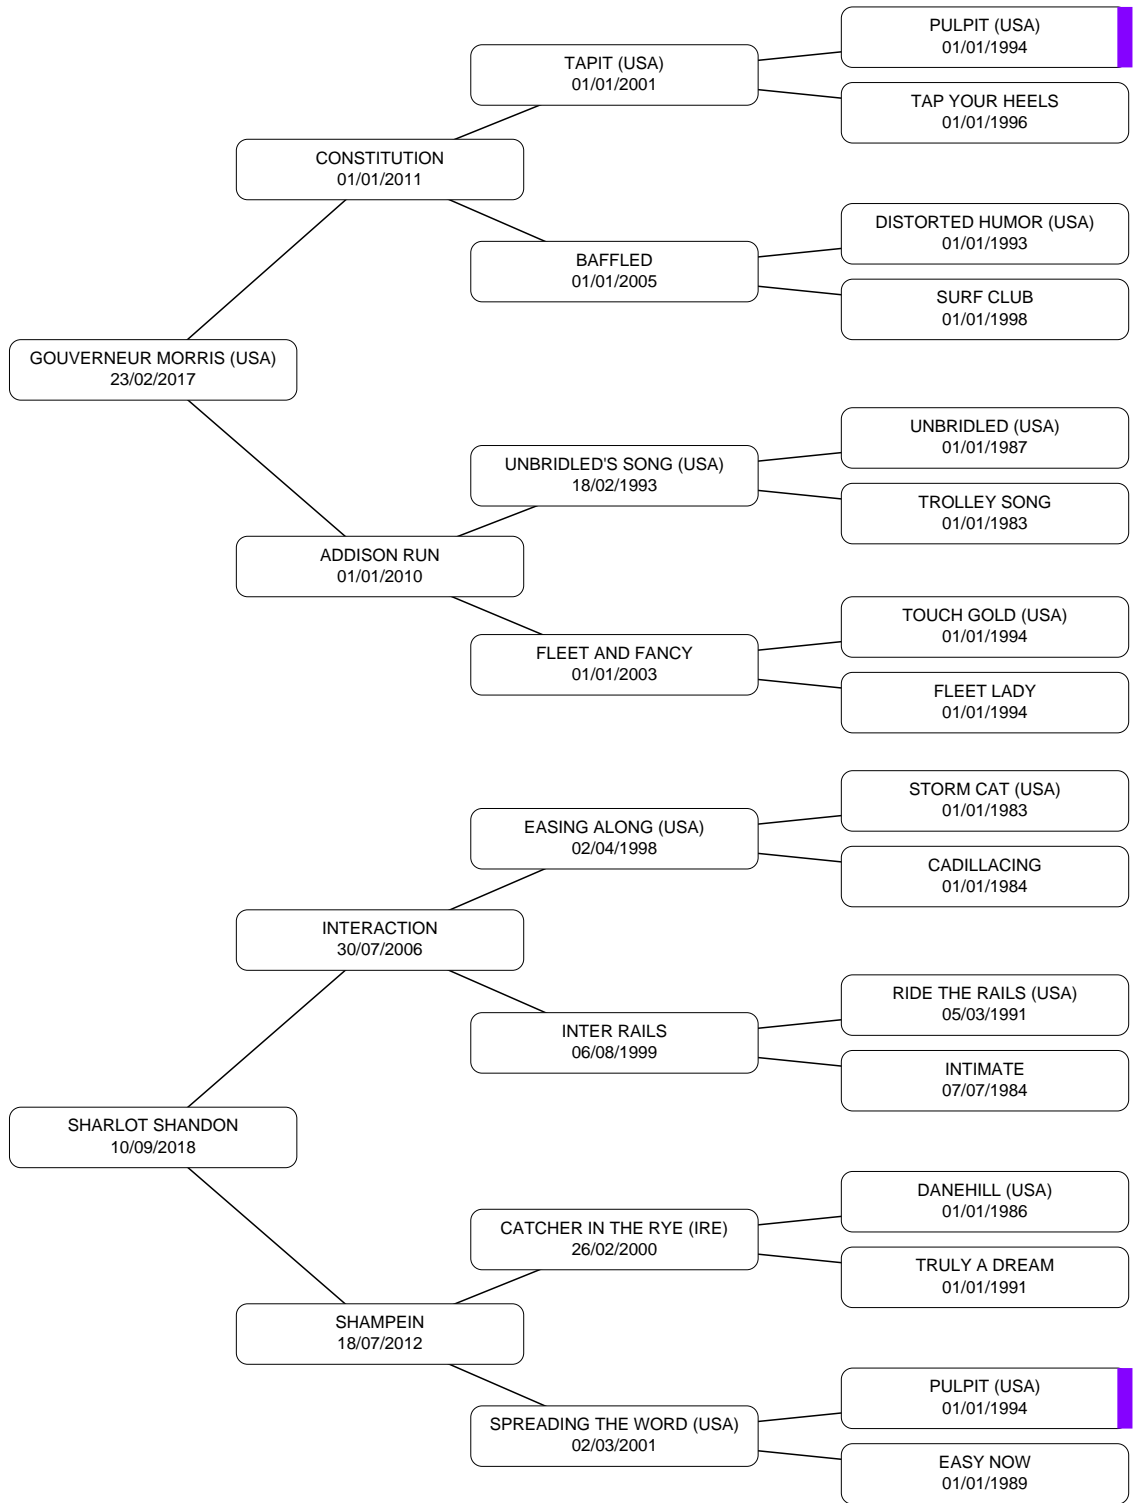 PULPIT (USA)
01/01/1994
TAPIT (USA)
01/01/2001
TAP YOUR HEELS
01/01/1996
CONSTITUTION
01/01/2011
DISTORTED HUMOR (USA)
01/01/1993
BAFFLED
01/01/2005
SURF CLUB
01/01/1998
GOUVERNEUR MORRIS (USA)
23/02/2017
UNBRIDLED (USA)
01/01/1987
UNBRIDLED'S SONG (USA)
18/02/1993
TROLLEY SONG
01/01/1983
ADDISON RUN
01/01/2010
TOUCH GOLD (USA)
01/01/1994
FLEET AND FANCY
01/01/2003
FLEET LADY
01/01/1994
STORM CAT (USA)
01/01/1983
EASING ALONG (USA)
02/04/1998
CADILLACING
01/01/1984
INTERACTION
30/07/2006
RIDE THE RAILS (USA)
05/03/1991
INTER RAILS
06/08/1999
INTIMATE
07/07/1984
SHARLOT SHANDON
10/09/2018
DANEHILL (USA)
01/01/1986
CATCHER IN THE RYE (IRE)
26/02/2000
TRULY A DREAM
01/01/1991
SHAMPEIN
18/07/2012
PULPIT (USA)
01/01/1994
SPREADING THE WORD (USA)
02/03/2001
EASY NOW
01/01/1989